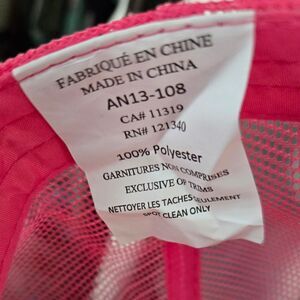 FABRIQUÉ EN CHINE
MADE IN CHINA
AN13-108
CA# 11319
RN# 121340
100% Polyester
GARNITURES NON COMPRISES
EXCLUSIVE OF TRIMS
NETTOYER LES TACHES SEULEMENT
SPOT CLEAN ONLY